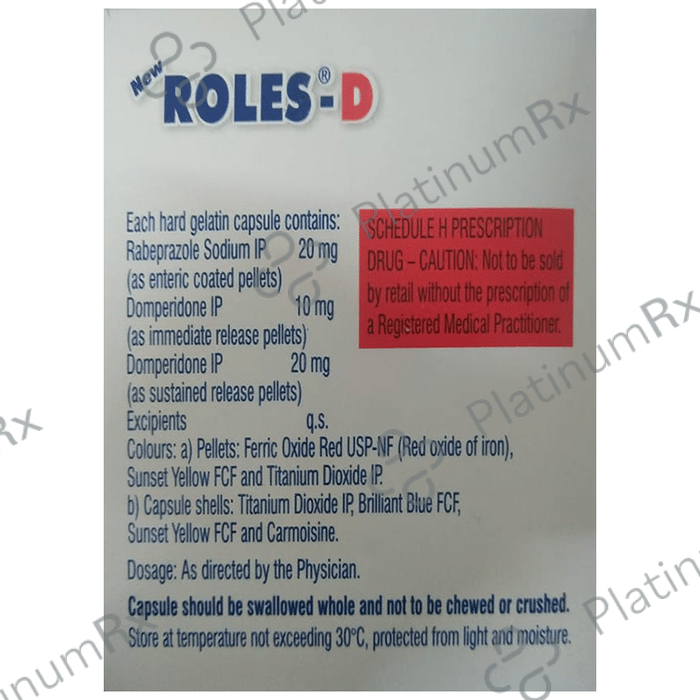 New
ROLES®-D
Each hard gelatin capsule contains:
Rabeprazole Sodium IP 20 mg
(as enteric coated pellets)
Domperidone IP 10 mg
(as immediate release pellets)
Domperidone IP 20 mg
(as sustained release pellets)
Excipients q.s.
Colours: a) Pellets: Ferric Oxide Red USP-NF (Red oxide of iron),
Sunset Yellow FCF and Titanium Dioxide IP.
b) Capsule shells: Titanium Dioxide IP, Brilliant Blue FCF,
Sunset Yellow FCF and Carmoisine.
Dosage: As directed by the Physician.
Capsule should be swallowed whole and not to be chewed or crushed.
Store at temperature not exceeding 30°C, protected from light and moisture.
SCHEDULE H PRESCRIPTION
DRUG – CAUTION: Not to be sold
by retail without the prescription of
a Registered Medical Practitioner.
PlatinumRx
PlatinumRx
PlatinumRx
PlatinumRx
PlatinumRx
Rx
numRx